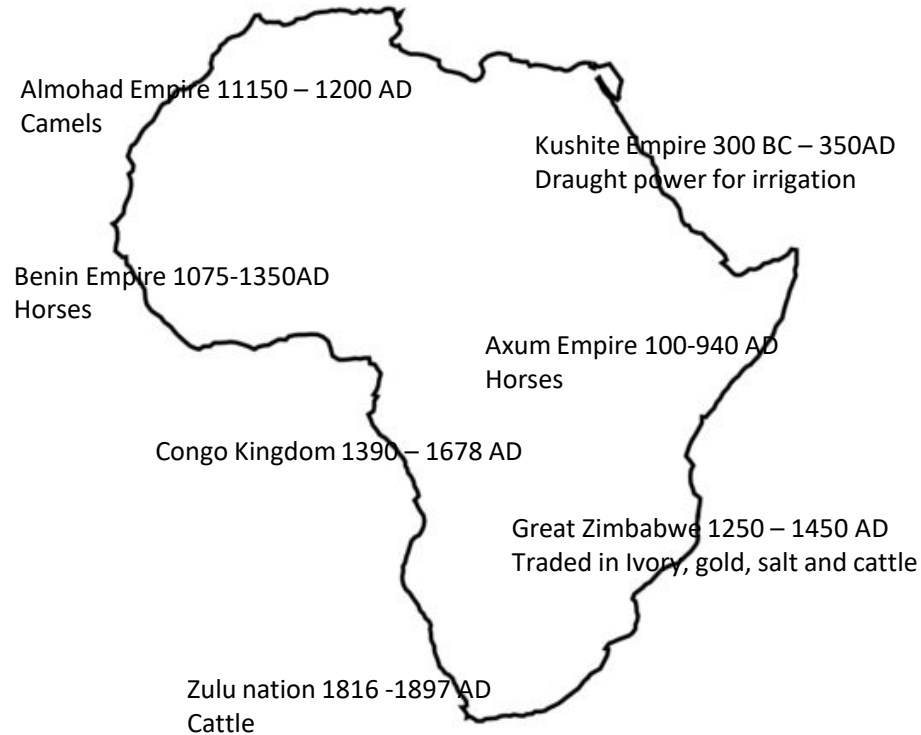 Almohad Empire 11150 – 1200 AD
Camels
Kushite Empire 300 BC – 350AD
Draught power for irrigation
Benin Empire 1075-1350AD
Horses
Axum Empire 100-940 AD
Horses
Congo Kingdom 1390 – 1678 AD
Great Zimbabwe 1250 – 1450 AD
Traded in Ivory, gold, salt and cattle
Zulu nation 1816 -1897 AD
Cattle